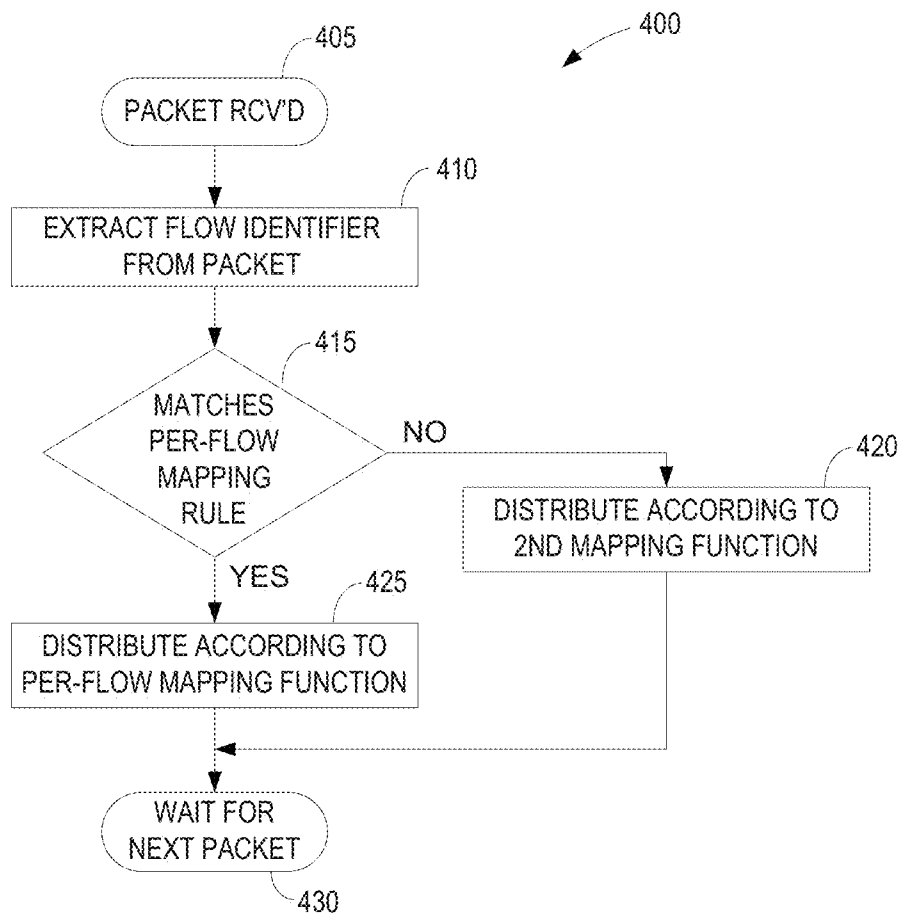 400
405
PACKET RCV'D
410
EXTRACT FLOW IDENTIFIER
FROM PACKET
415
MATCHES
PER-FLOW
MAPPING
RULE
NO
420
DISTRIBUTE ACCORDING TO
2ND MAPPING FUNCTION
YES
425
DISTRIBUTE ACCORDING TO
PER-FLOW MAPPING FUNCTION
WAIT FOR
NEXT PACKET
430